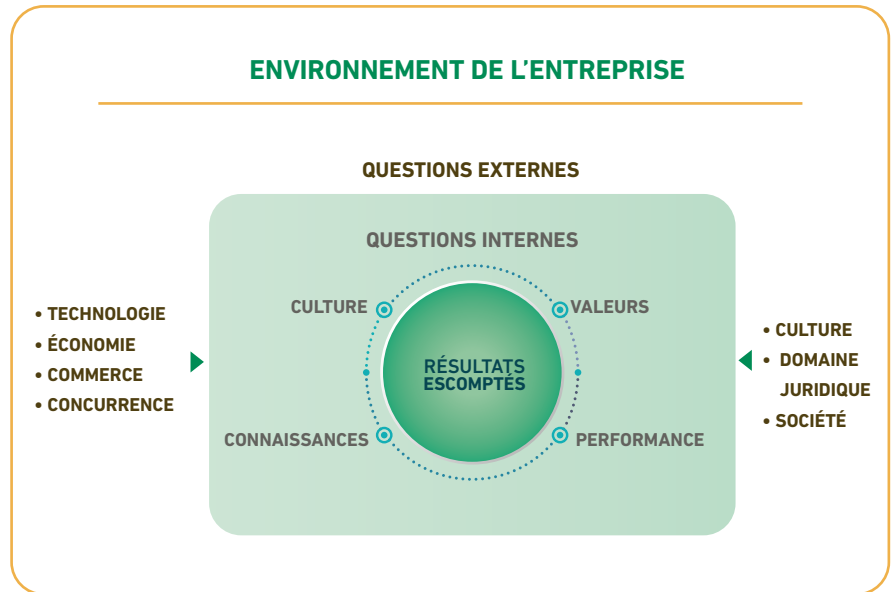 ENVIRONNEMENT DE L’ENTREPRISE
QUESTIONS EXTERNES
QUESTIONS INTERNES
CULTURE
VALEURS
RÉSULTATS
ESCOMPTÉS
CONNAISSANCES
PERFORMANCE
• TECHNOLOGIE
• ÉCONOMIE
• COMMERCE
• CONCURRENCE
• CULTURE
• DOMAINE
JURIDIQUE
• SOCIÉTÉ